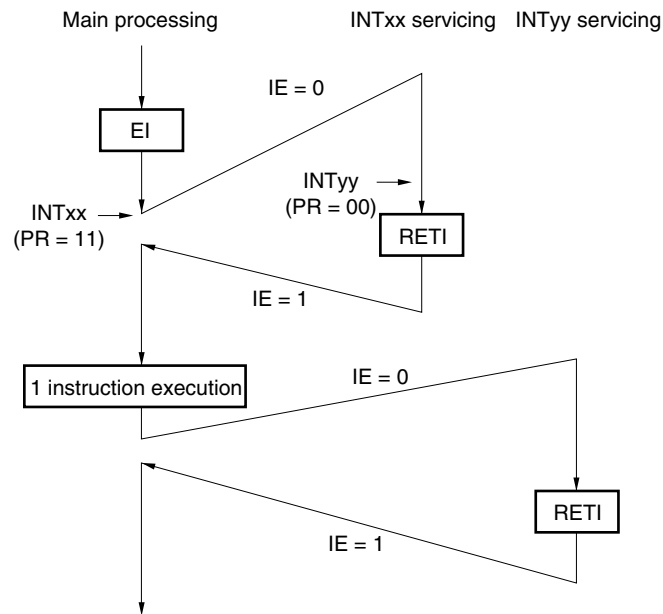 Main processing
INTxx servicing
INTyy servicing
IE = 0
EI
INTyy
(PR = 00)
INTxx
(PR = 11)
RETI
IE = 1
1 instruction execution
IE = 0
RETI
IE = 1